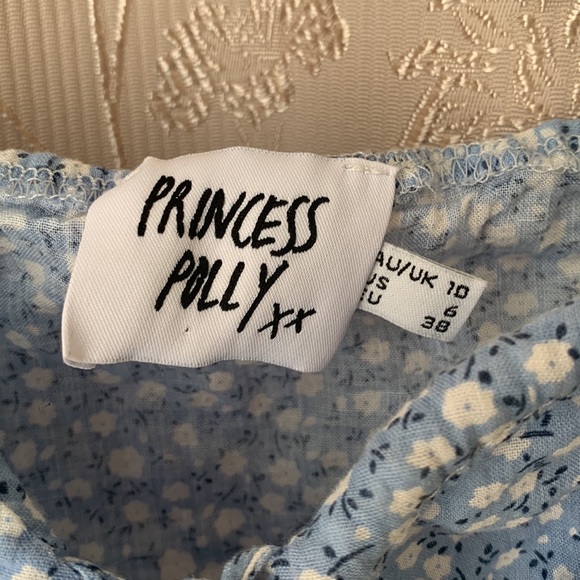 PRINCESS
POLLY xx
AU/UK 10
US 6
EU 38